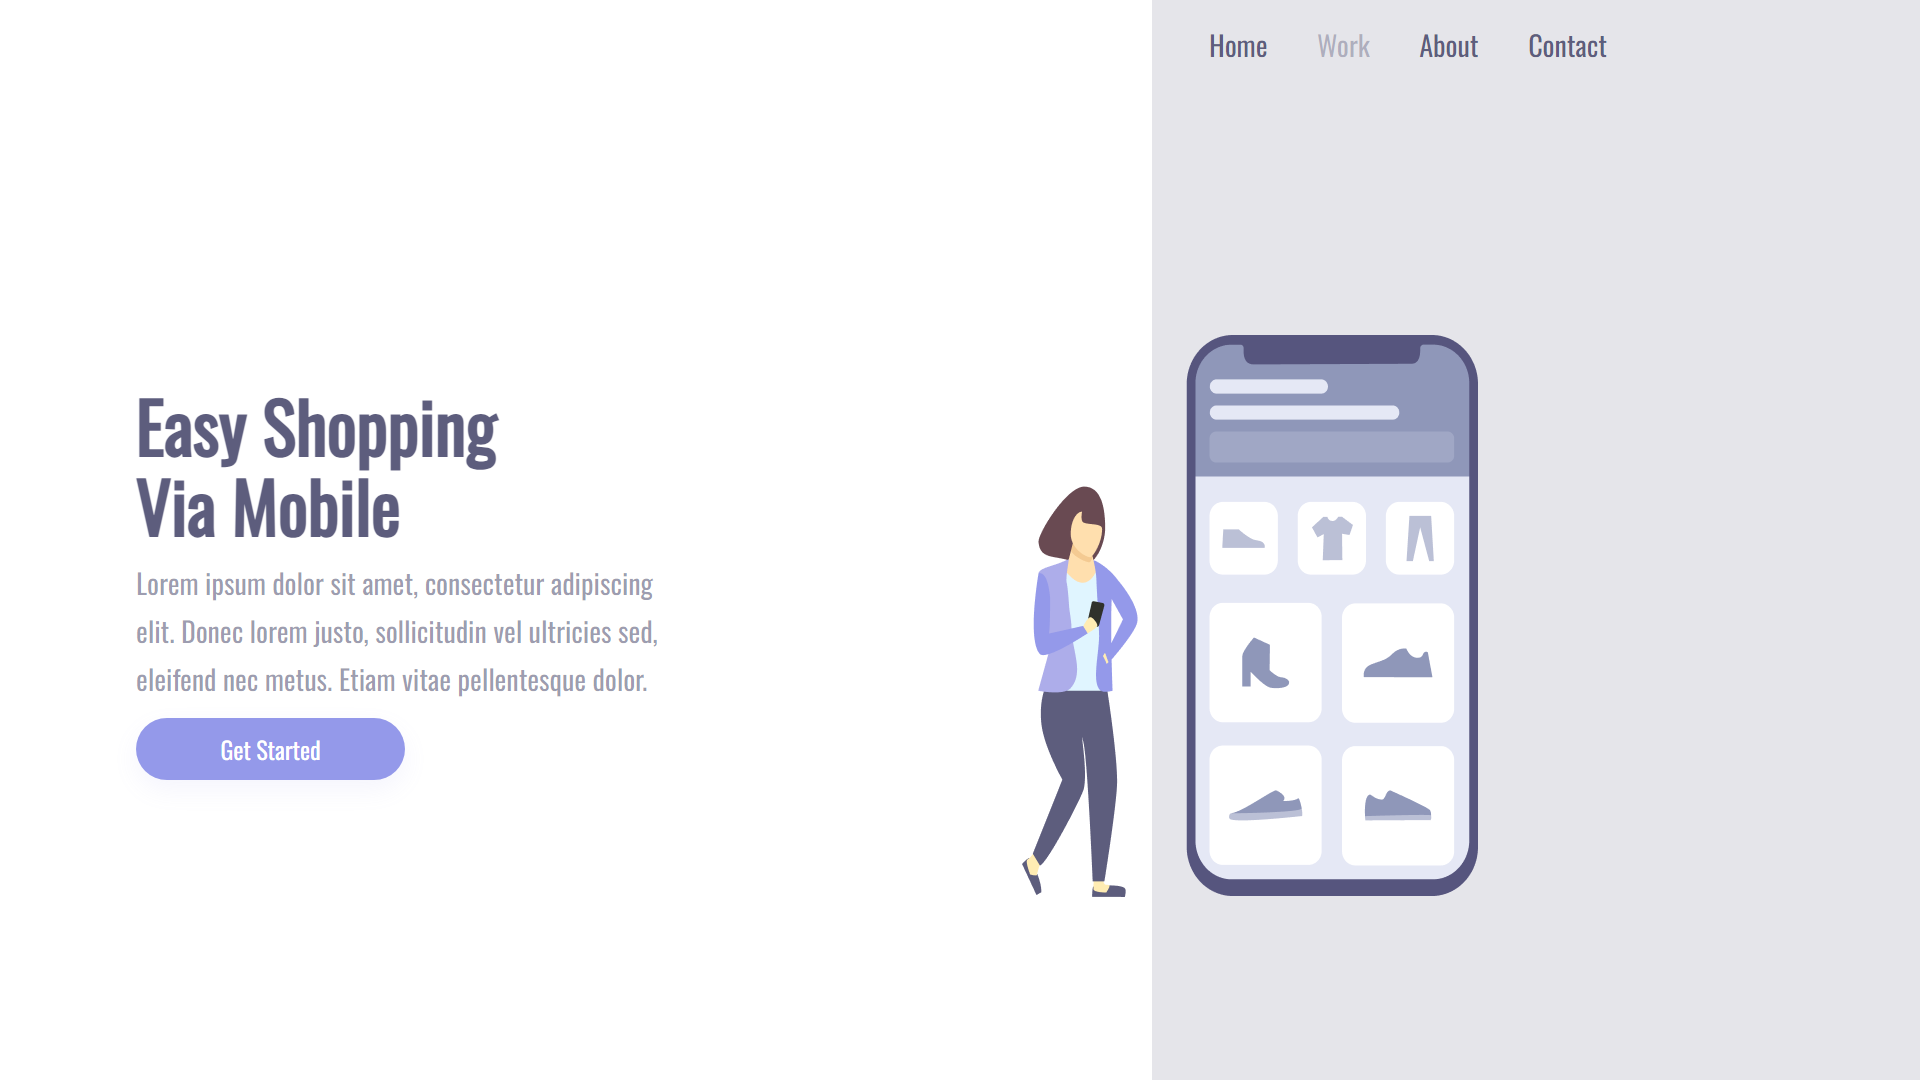 Home
Work
About
Contact
Easy Shopping
Via Mobile
Lorem ipsum dolor sit amet, consectetur adipiscing
elit. Donec lorem justo, sollicitudin vel ultricies sed,
eleifend nec metus. Etiam vitae pellentesque dolor.
Get Started